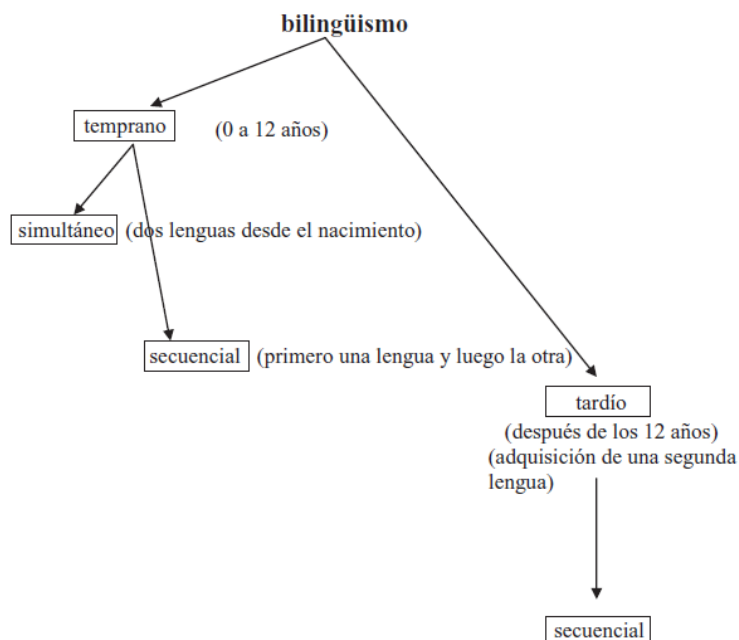 bilingüismo
temprano (0 a 12 años)
simultáneo (dos lenguas desde el nacimiento)
secuencial (primero una lengua y luego la otra)
tardío
(después de los 12 años)
(adquisición de una segunda
lengua)
secuencial